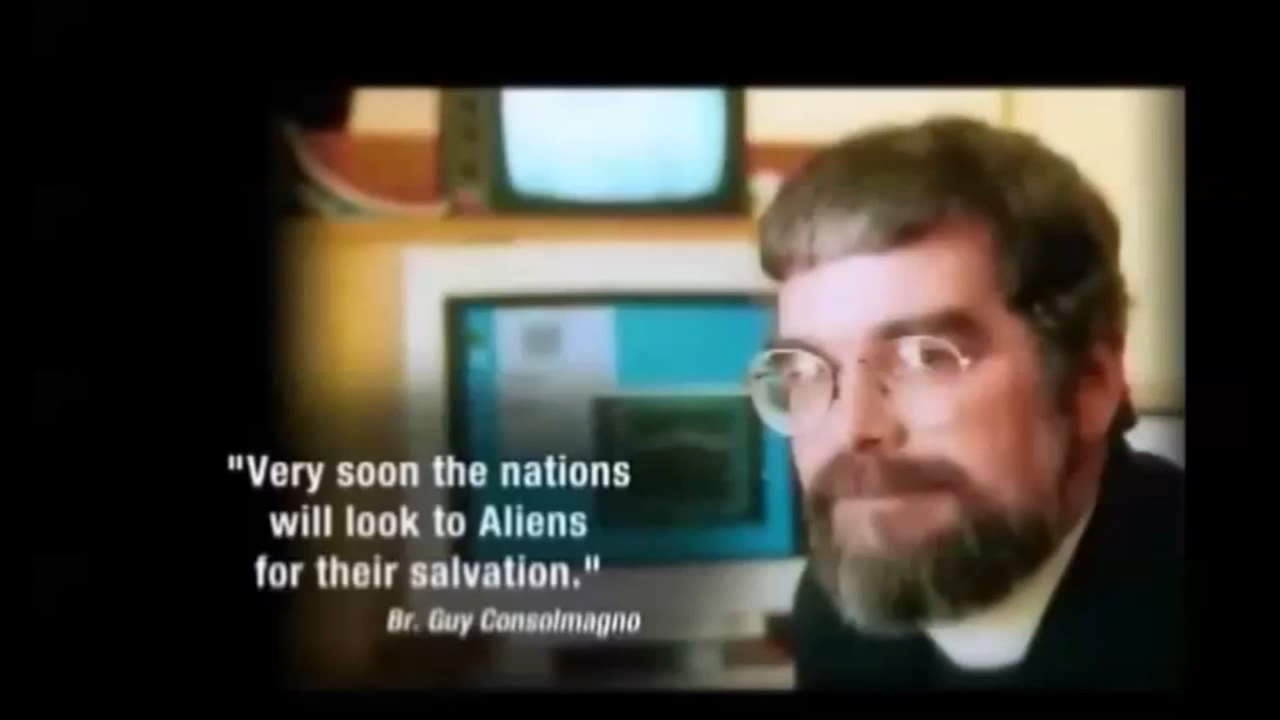 "Very soon the nations
will look to Aliens
for their salvation."
Br. Guy Consolmagno